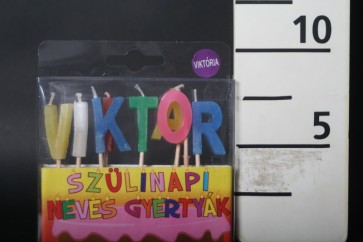 VIKTÓRIA
10
5
VIKTOR
SZÜLINAPI
NEVES GYERTYÁK